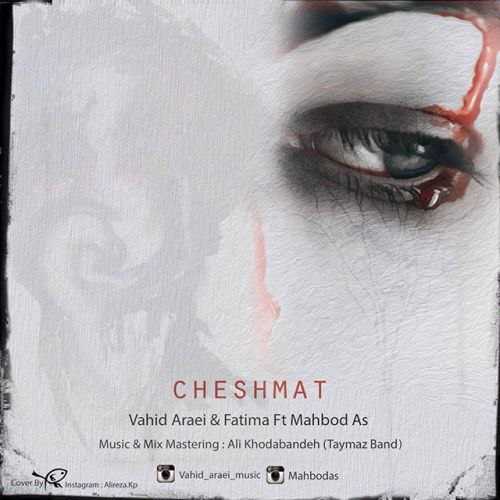 CHESHMAT
Vahid Araei & Fatima Ft Mahbod As
Music & Mix Mastering : Ali Khodabandeh (Taymaz Band)
Vahid_araei_music Mahbodas
Cover By Instagram : Alireza.Kp